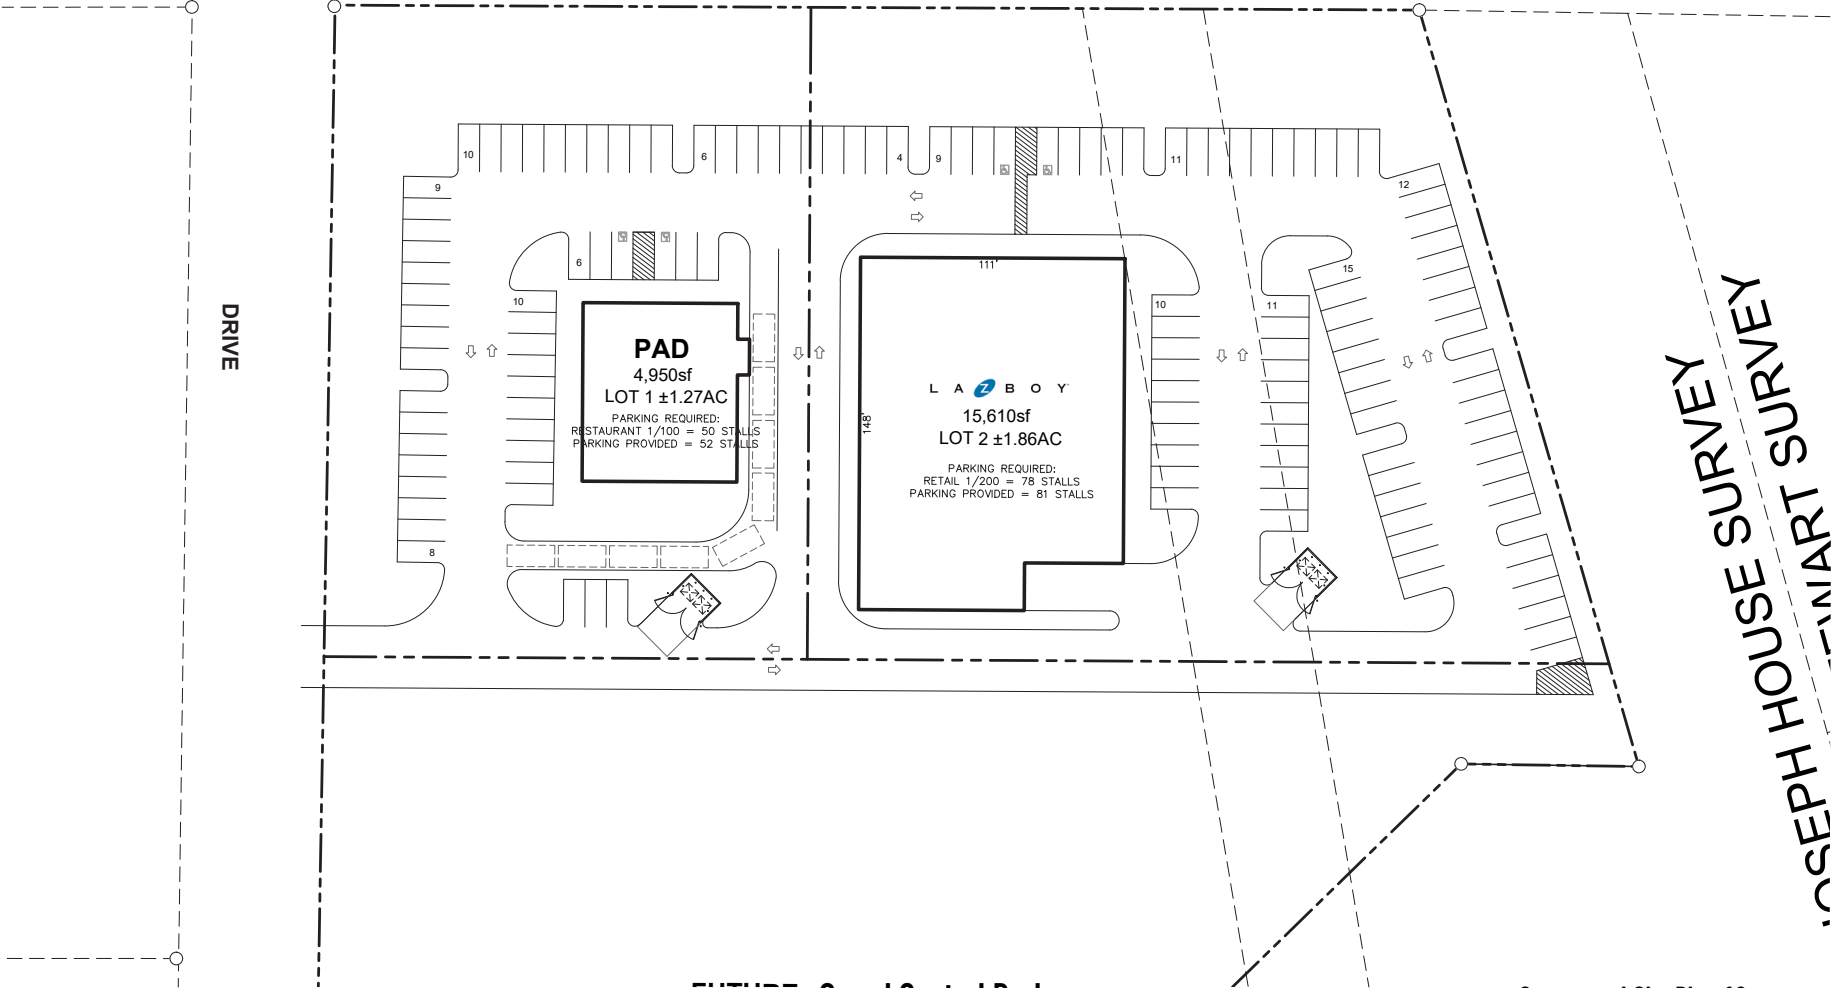 10
6
4
9
11
9
12
6
111'
15
10
10
11
DRIVE
PAD
4,950sf
LOT 1 ±1.27AC
PARKING REQUIRED:
RESTAURANT 1/100 = 50 STALLS
PARKING PROVIDED = 52 STALLS
148'
LAZBOY
15,610sf
LOT 2 ±1.86AC
PARKING REQUIRED:
RETAIL 1/200 = 78 STALLS
PARKING PROVIDED = 81 STALLS
8
JOSEPH HOUSE SURVEY
SURVEY